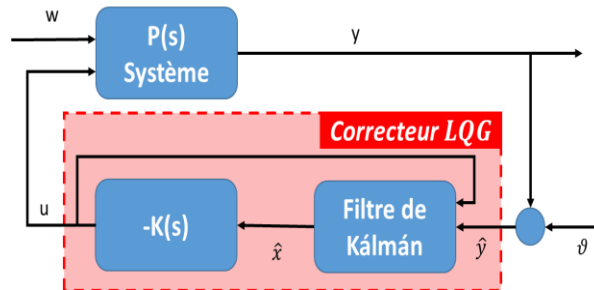 w
P(s)
Système
y
Correcteur LQG
u
-K(s)
x̂
Filtre de
Kálmán
ŷ
ϑ